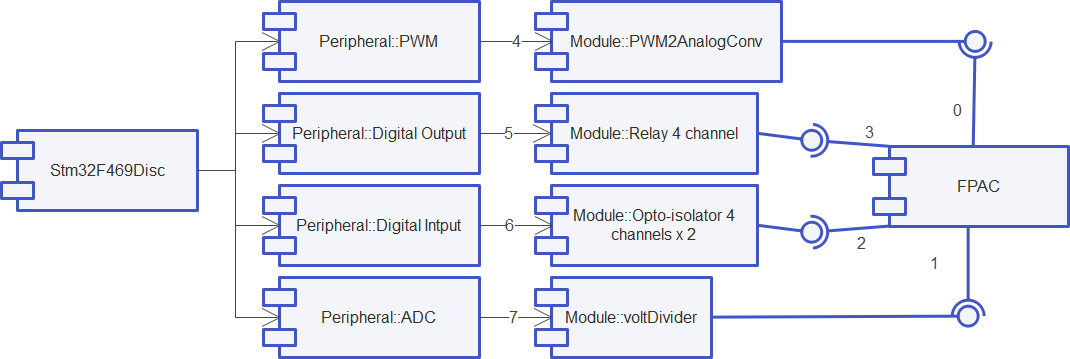 Peripheral::PWM
4
Module::PWM2AnalogConv
0
Peripheral::Digital Output
5
Module::Relay 4 channel
3
Stm32F469Disc
FPAC
Peripheral::Digital Intput
6
Module::Opto-isolator 4
channels x 2
2
1
Peripheral::ADC
7
Module::voltDivider